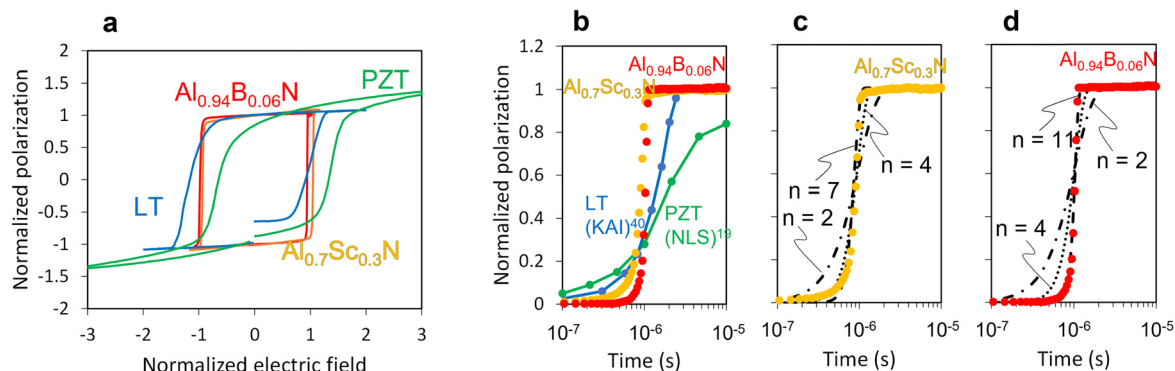 a
Normalized polarization
2
1.5
1
0.5
0
-0.5
-1
-1.5
-2
-3
-2
-1
0
1
2
3
Normalized electric field
PZT
Al0.94B0.06N
LT
Al0.7Sc0.3N
b
Normalized polarization
1.2
1
0.8
0.6
0.4
0.2
0
10-7
10-6
10-5
Time (s)
Al0.94B0.06N
Al0.7Sc0.3N
LT
(KAI)40
PZT
(NLS)19
c
Al0.7Sc0.3N
n = 4
n = 7
n = 2
10-7
10-6
10-5
Time (s)
d
Al0.94B0.06N
n = 11
n = 2
n = 4
10-7
10-6
10-5
Time (s)